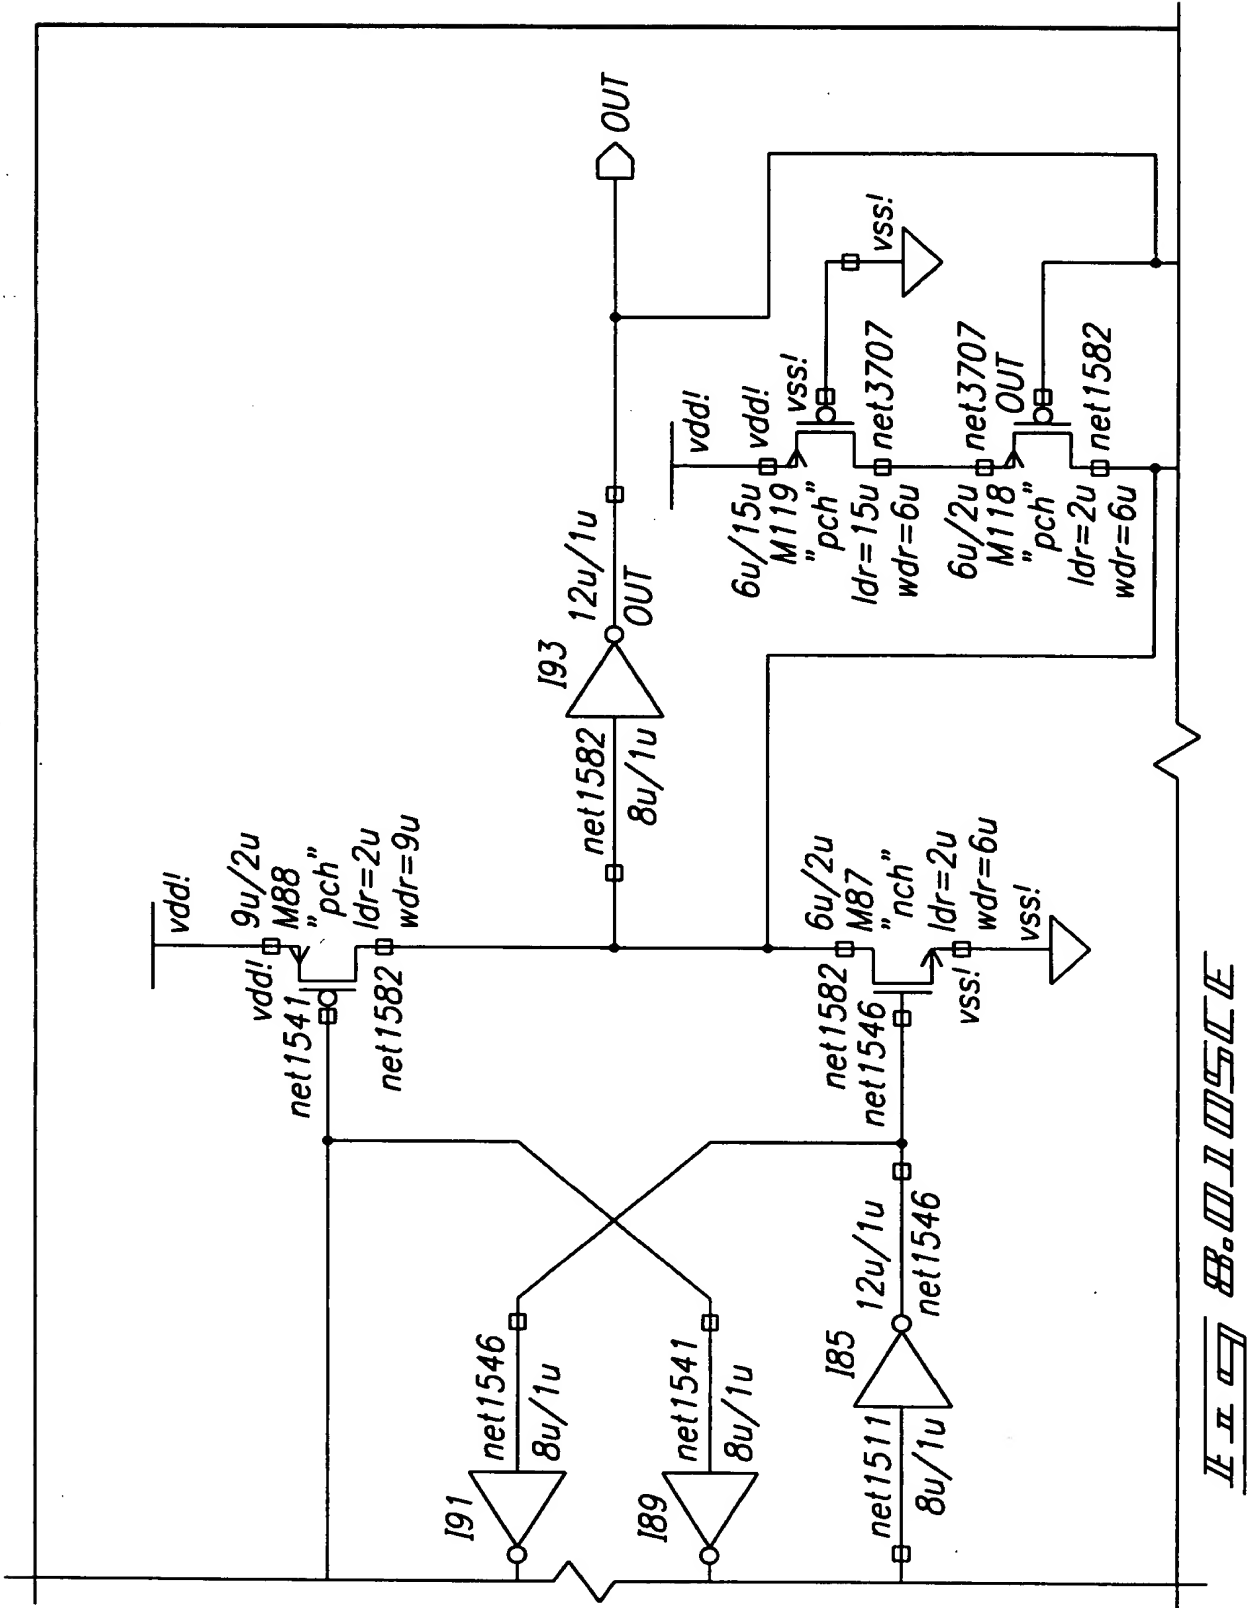 vdd!
9u/2u
vdd!
M88
net1541
"pch"
ldr=2u
net1582
wdr=9u
I91
net1546
8u/1u
I93
net1582
12u/1u
8u/1u
OUT
OUT
I89
net1541
8u/1u
vdd!
6u/15u
vdd!
M119
vss!
"pch"
ldr=15u
net3707
vss!
wdr=6u
6u/2u
net3707
M118
OUT
"pch"
ldr=2u
net1582
wdr=6u
6u/2u
net1582
M87
net1546
"nch"
ldr=2u
vss!
wdr=6u
vss!
I85
net1511
12u/1u
8u/1u
net1546
FIG